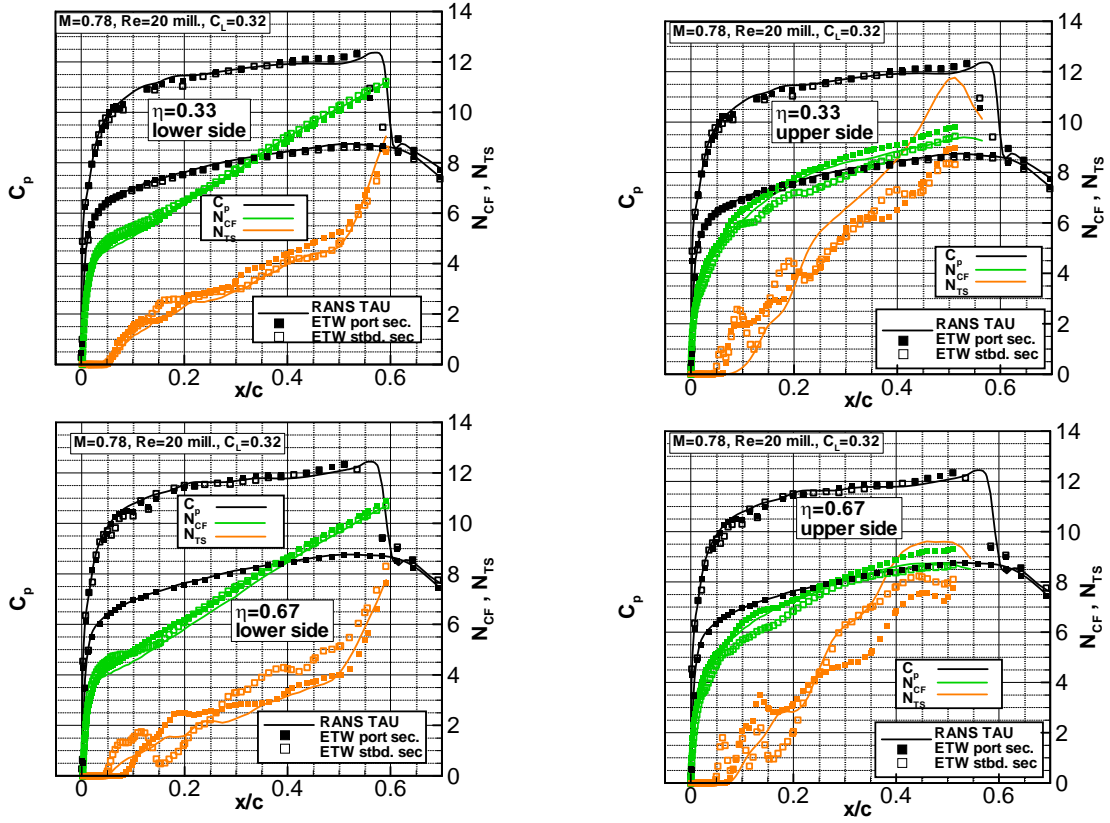 M=0.78, Re=20 mill., C_L=0.32
η=0.33
lower side
C_p
N_CF
N_TS
RANS TAU
ETW port sec.
ETW stbd. sec
C_p
N_CF , N_TS
0 2 4 6 8 10 12 14
0 0.2 0.4 0.6
x/c
M=0.78, Re=20 mill., C_L=0.32
η=0.33
upper side
C_p
N_CF
N_TS
RANS TAU
ETW port sec.
ETW stbd. sec
C_p
N_CF , N_TS
0 2 4 6 8 10 12 14
0 0.2 0.4 0.6
x/c
M=0.78, Re=20 mill., C_L=0.32
C_p
N_CF
N_TS
η=0.67
lower side
RANS TAU
ETW port sec.
ETW stbd. sec
C_p
N_CF , N_TS
0 2 4 6 8 10 12 14
0 0.2 0.4 0.6
x/c
M=0.78, Re=20 mill., C_L=0.32
η=0.67
upper side
C_p
N_CF
N_TS
RANS TAU
ETW port sec.
ETW stbd. sec
C_p
N_CF , N_TS
0 2 4 6 8 10 12 14
0 0.2 0.4 0.6
x/c